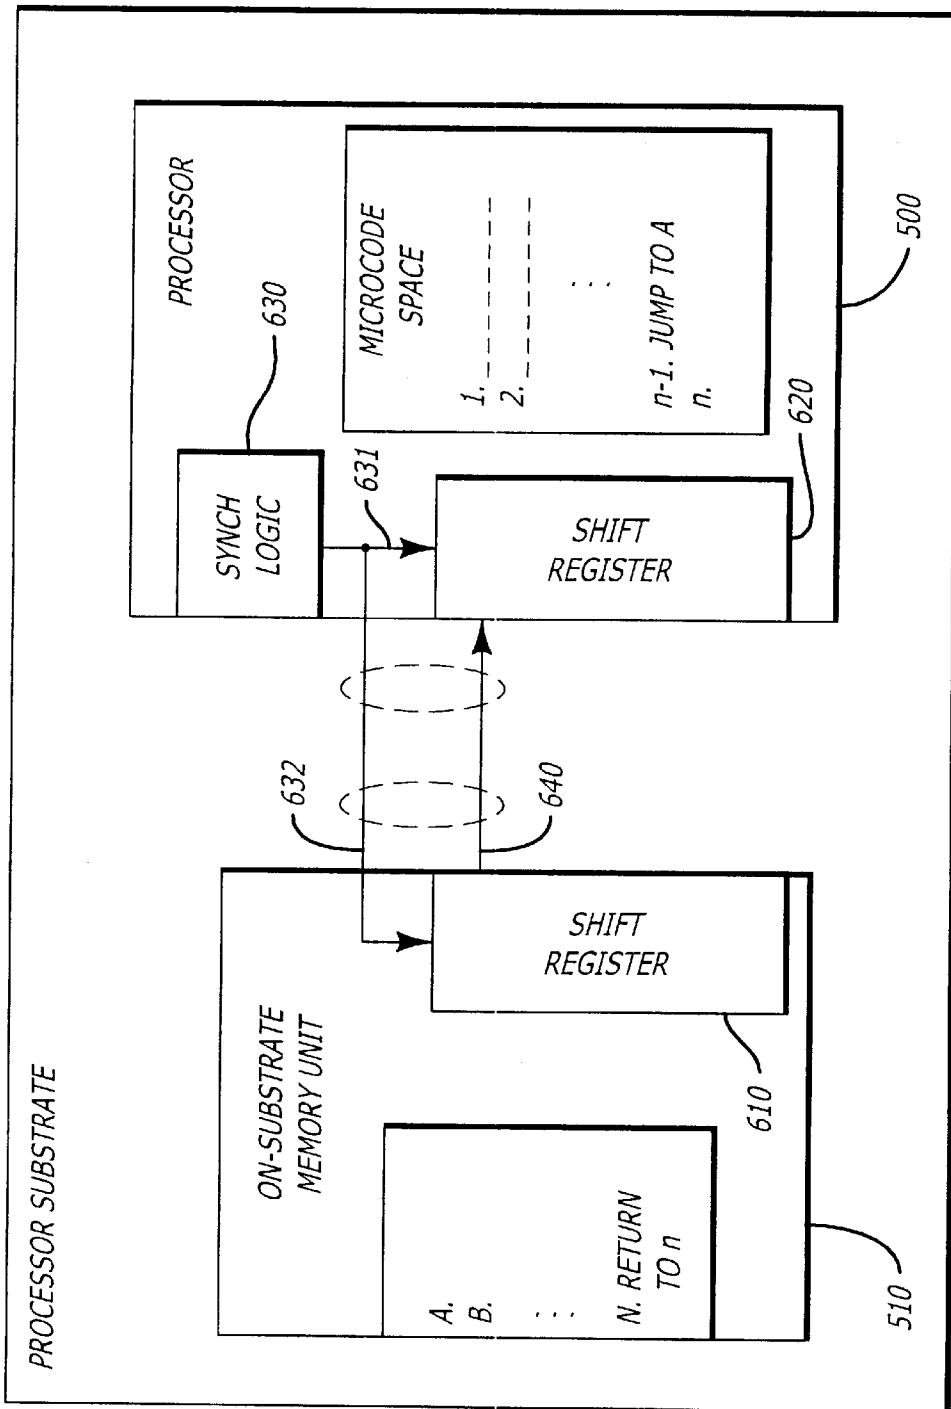 PROCESSOR SUBSTRATE
ON-SUBSTRATE
MEMORY UNIT
A.
B.
. . .
N. RETURN
TO n
SHIFT
REGISTER
610
510
632
640
PROCESSOR
SYNCH
LOGIC
630
631
SHIFT
REGISTER
620
MICROCODE
SPACE
1.
2.
. . .
n-1. JUMP TO A
n.
500